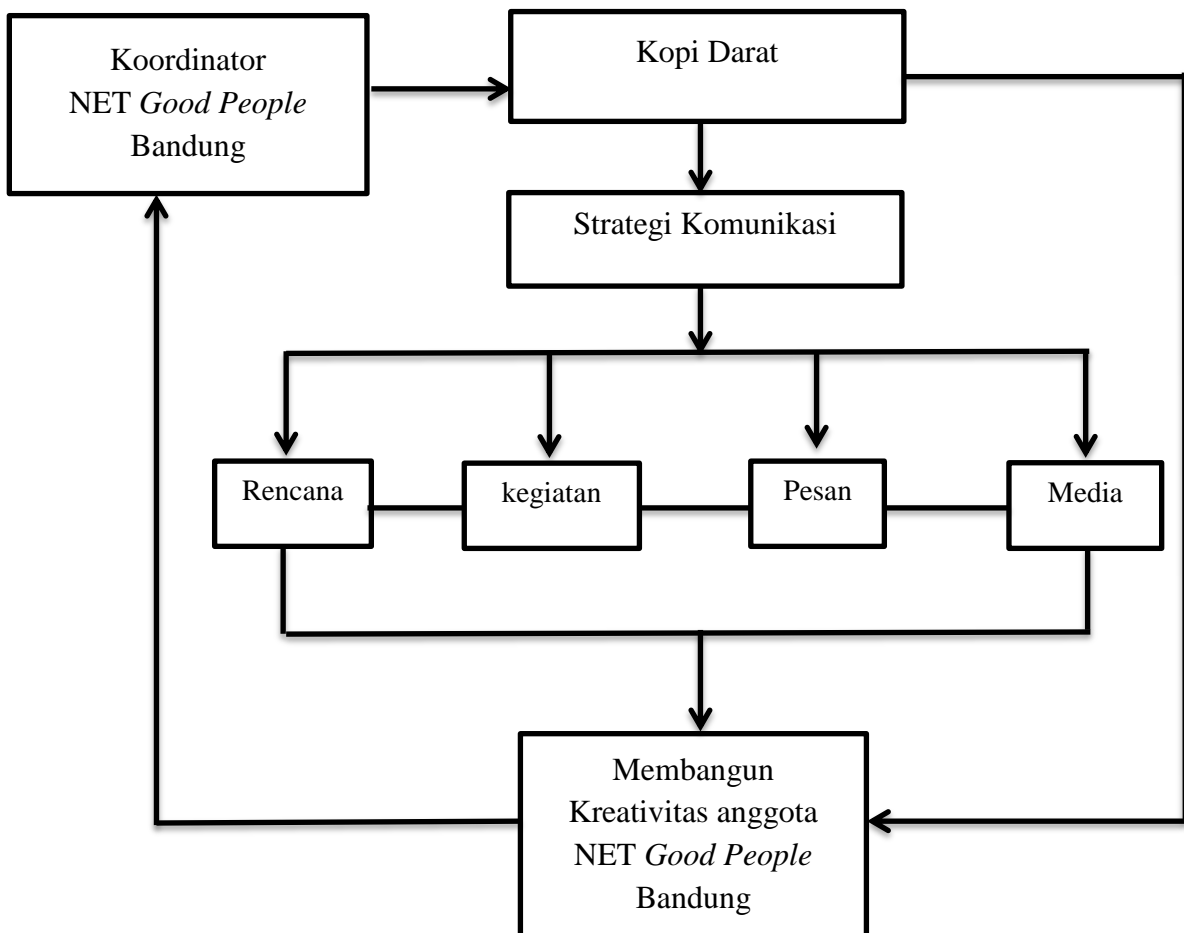 Koordinator
NET Good People
Bandung
Kopi Darat
Strategi Komunikasi
Rencana
kegiatan
Pesan
Media
Membangun
Kreativitas anggota
NET Good People
Bandung